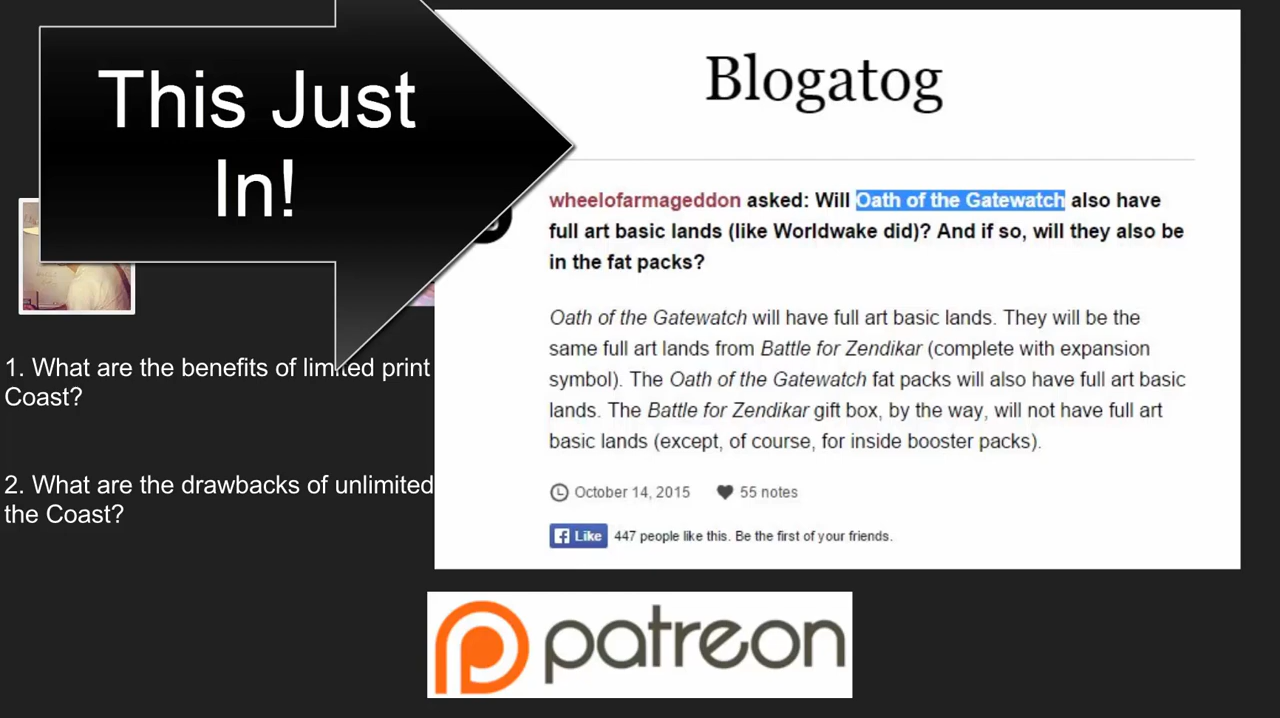 This Just
In!
Blogatog
wheelofarmageddon asked: Will Oath of the Gatewatch also have
full art basic lands (like Worldwake did)? And if so, will they also be
in the fat packs?
Oath of the Gatewatch will have full art basic lands. They will be the
same full art lands from Battle for Zendikar (complete with expansion
symbol). The Oath of the Gatewatch fat packs will also have full art basic
lands. The Battle for Zendikar gift box, by the way, will not have full art
basic lands (except, of course, for inside booster packs).
October 14, 2015 55 notes
Like 447 people like this. Be the first of your friends.
1. What are the benefits of limited print
Coast?
2. What are the drawbacks of unlimited
the Coast?
patreon